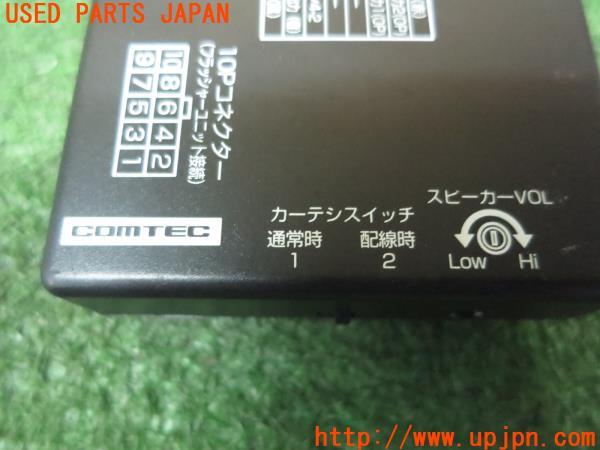 USED PARTS JAPAN
10Pコネクター
(フラッシャーユニット接続)
10 8 6 4 2
9 7 5 3 1
COMTEC
カーテシスイッチ
通常時 配線時
1 2
スピーカーVOL
Low Hi
http://www.upjpn.com/